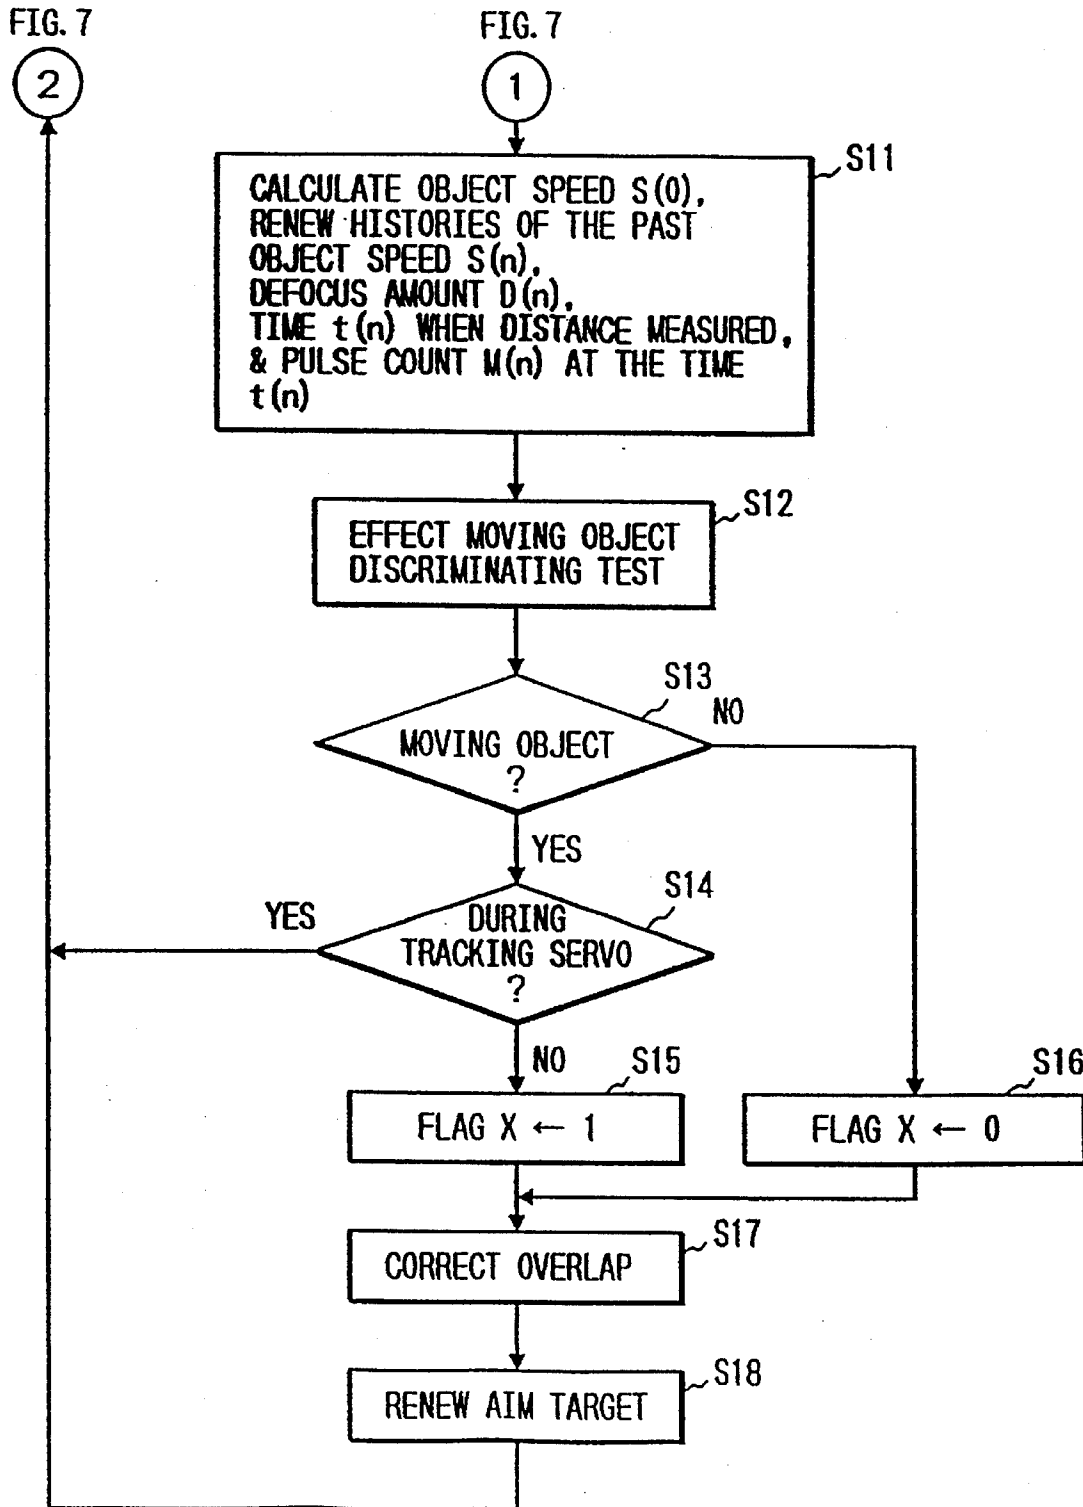 FIG. 7
2
FIG. 7
1
S11
CALCULATE OBJECT SPEED S(0),
RENEW HISTORIES OF THE PAST
OBJECT SPEED S(n),
DEFOCUS AMOUNT D(n),
TIME t(n) WHEN DISTANCE MEASURED,
& PULSE COUNT M(n) AT THE TIME
t(n)
S12
EFFECT MOVING OBJECT
DISCRIMINATING TEST
S13
NO
MOVING OBJECT
?
YES
S14
YES
DURING
TRACKING SERVO
?
NO
S15
FLAG X ← 1
S16
FLAG X ← 0
S17
CORRECT OVERLAP
S18
RENEW AIM TARGET